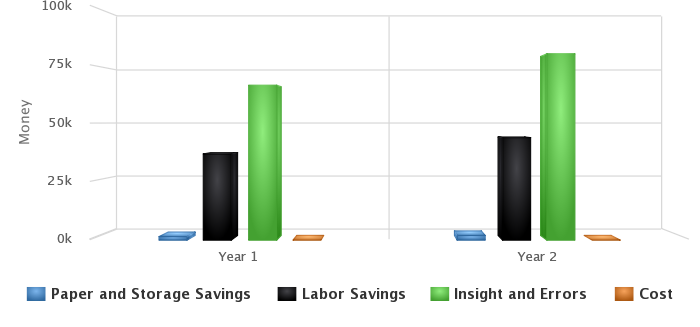 100k
75k
50k
25k
0k
Money
Year 1
Year 2
Paper and Storage Savings
Labor Savings
Insight and Errors
Cost